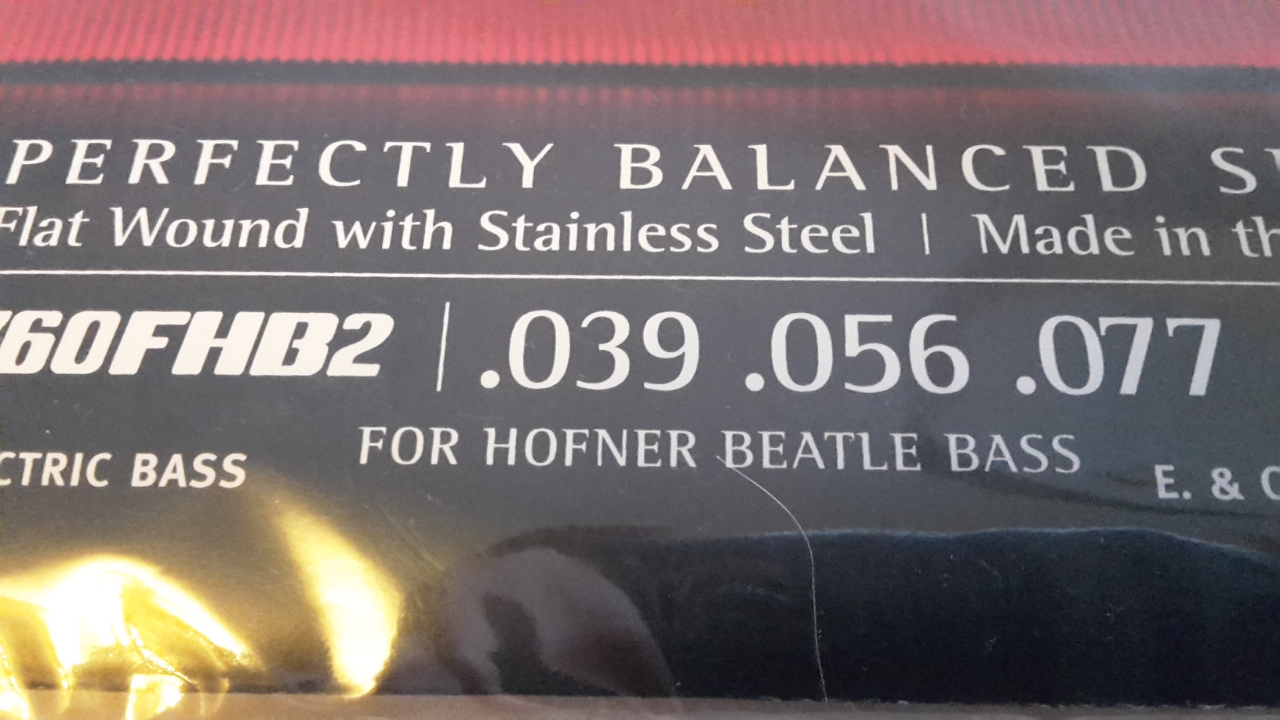 PERFECTLY BALANCED
Flat Wound with Stainless Steel | Made in
60FHB2 | .039 .056 .077
FOR HOFNER BEATLE BASS
CTRIC BASS
E. &